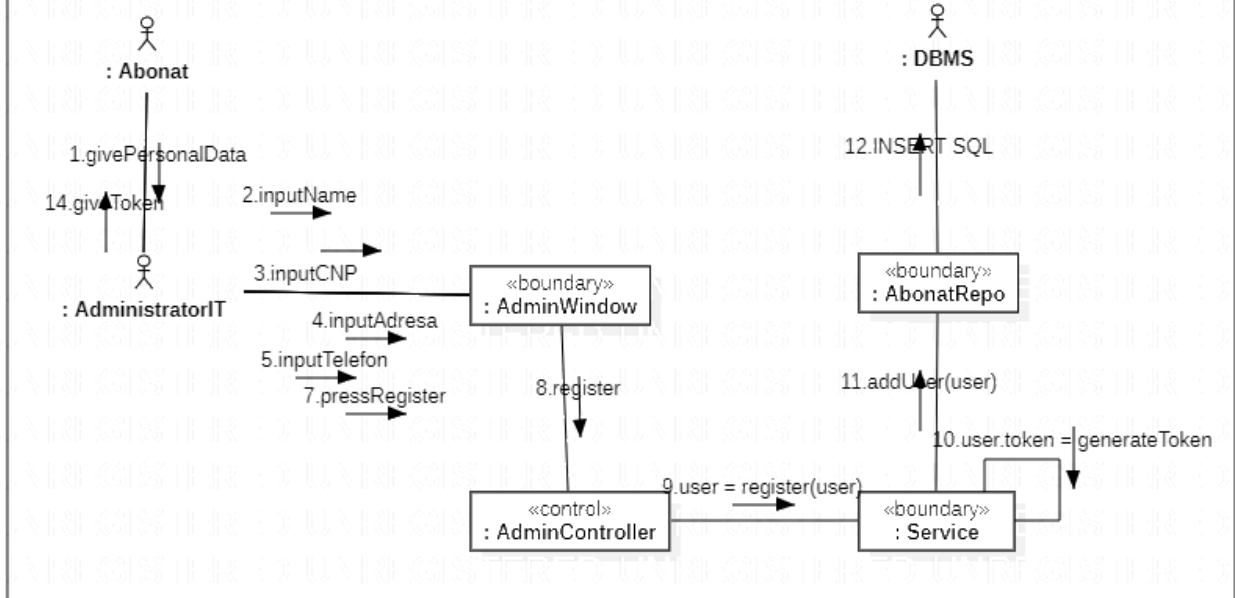 : Abonat
: DBMS
1.givePersonalData
12.INSERT SQL
14.giveToken
2.inputName
3.inputCNP
«boundary»
: AdminWindow
«boundary»
: AbonatRepo
: AdministratorIT
4.inputAdresa
5.inputTelefon
7.pressRegister
8.register
11.addUser(user)
10.user.token = generateToken
9.user = register(user)
«control»
: AdminController
«boundary»
: Service